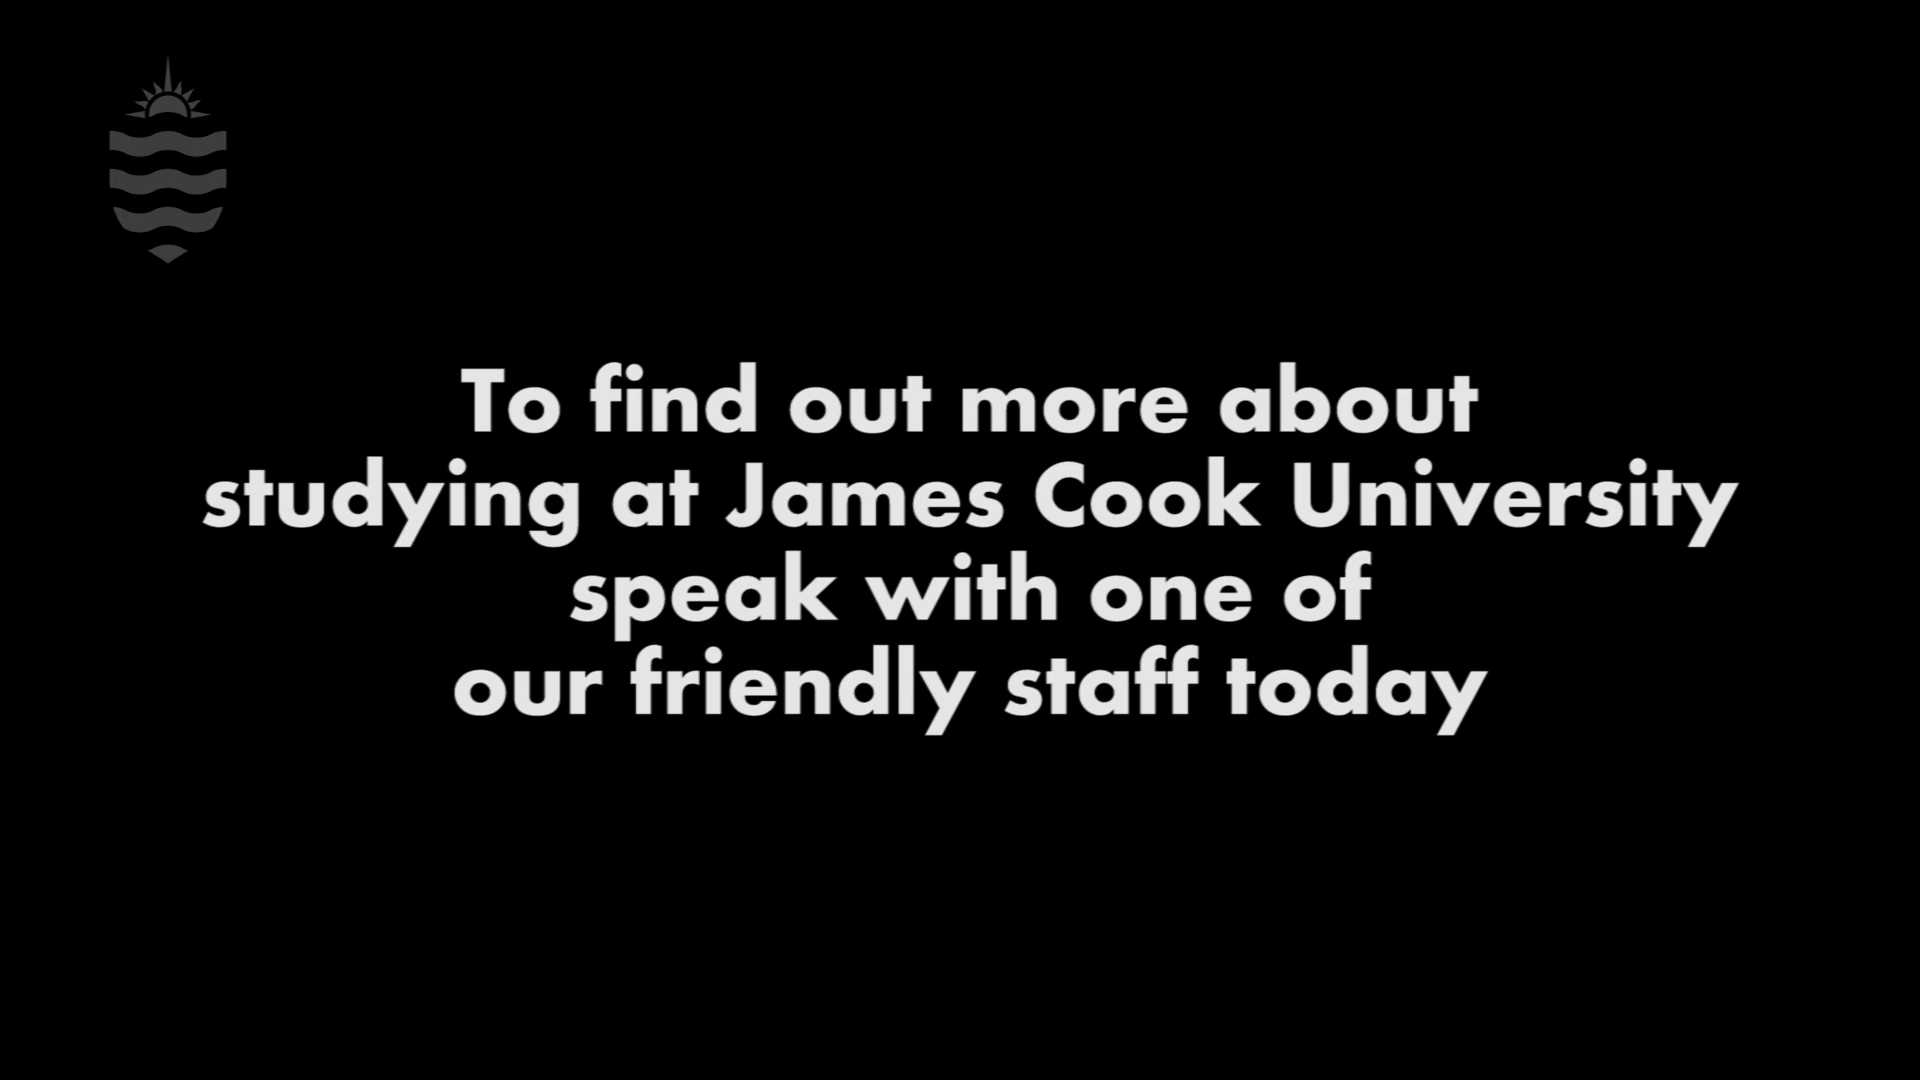 To find out more about
studying at James Cook University
speak with one of
our friendly staff today